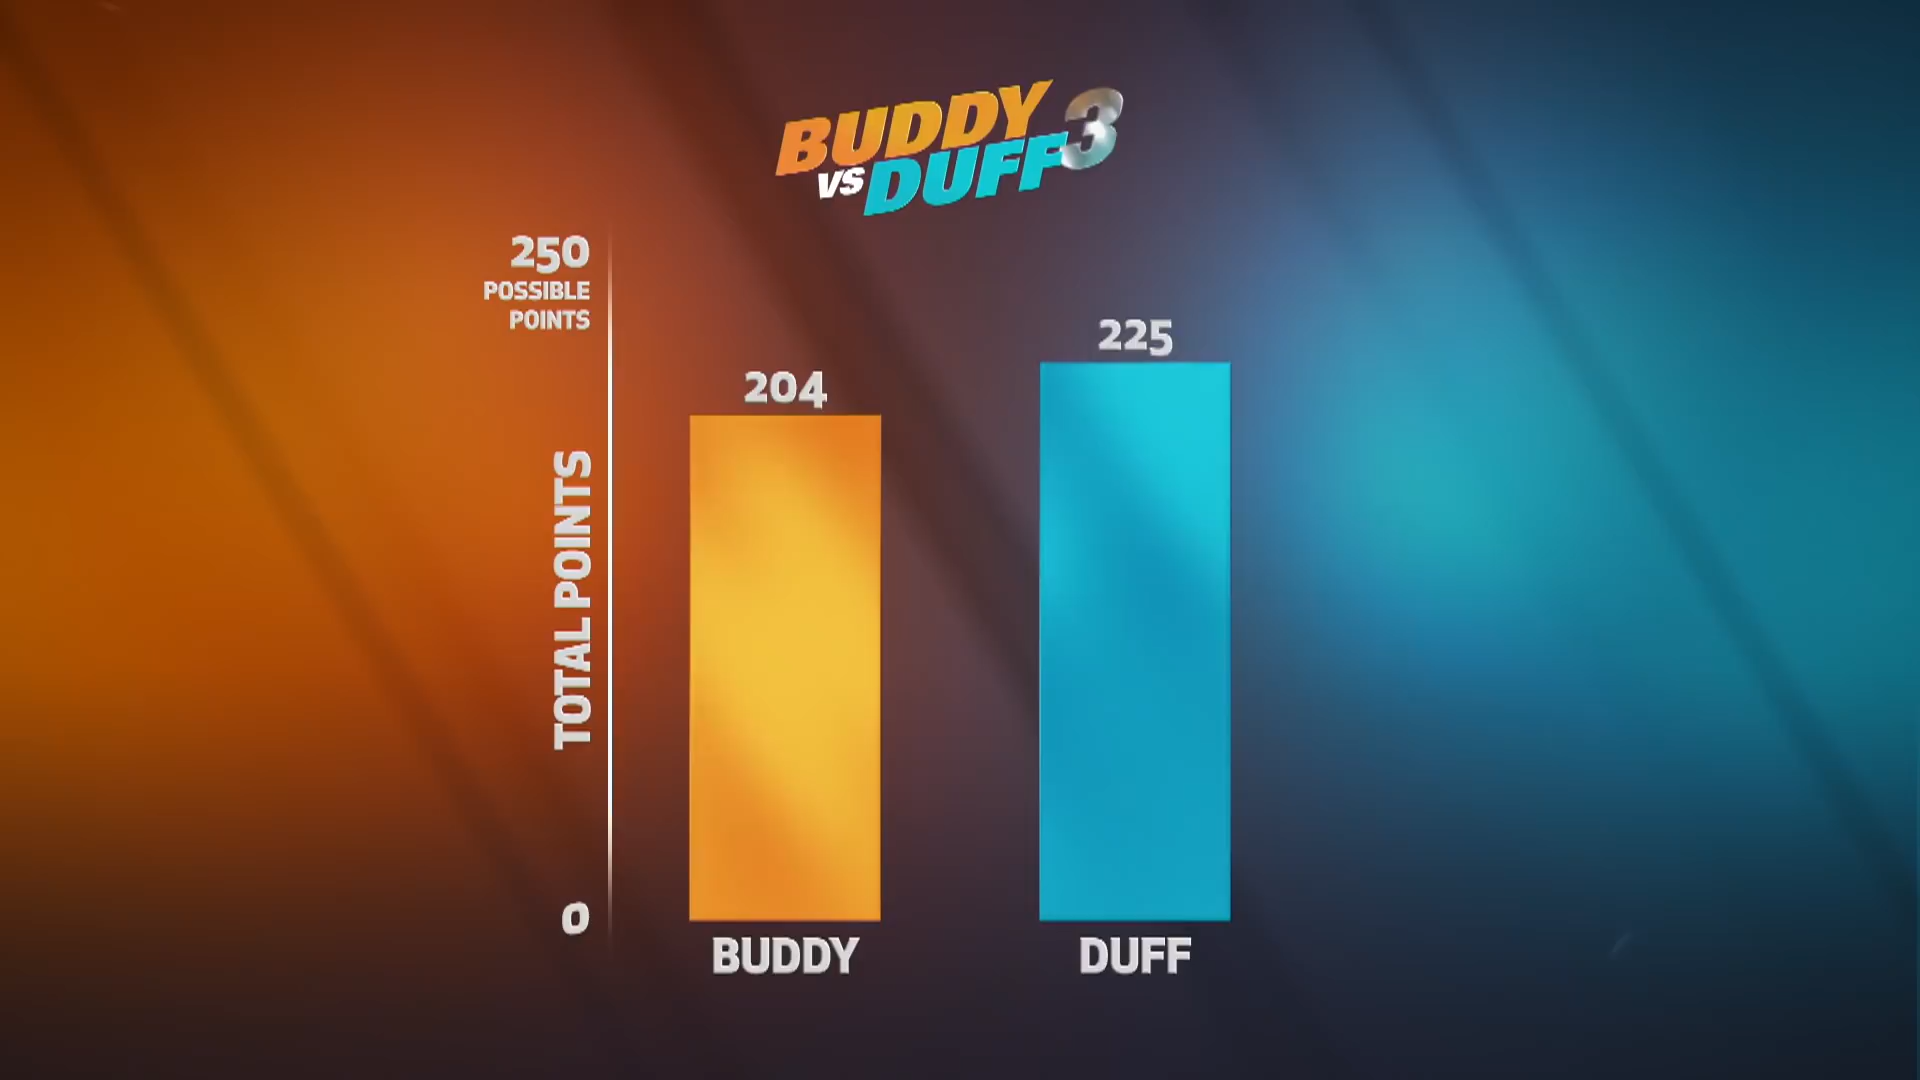 BUDDY
VS DUFF 3
250
POSSIBLE
POINTS
TOTAL POINTS
0
204
225
BUDDY
DUFF